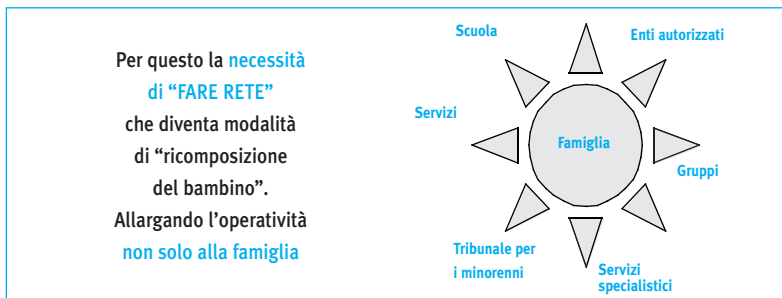 Per questo la necessità
di “FARE RETE”
che diventa modalità
di “ricomposizione
del bambino”.
Allargando l’operatività
non solo alla famiglia
Scuola
Enti autorizzati
Servizi
Famiglia
Gruppi
Tribunale per
i minorenni
Servizi
specialistici